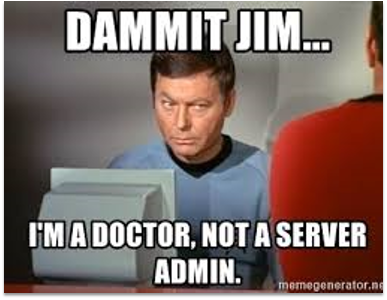 DAMMIT JIM...
I'M A DOCTOR, NOT A SERVER
ADMIN.
memegenerator.ne